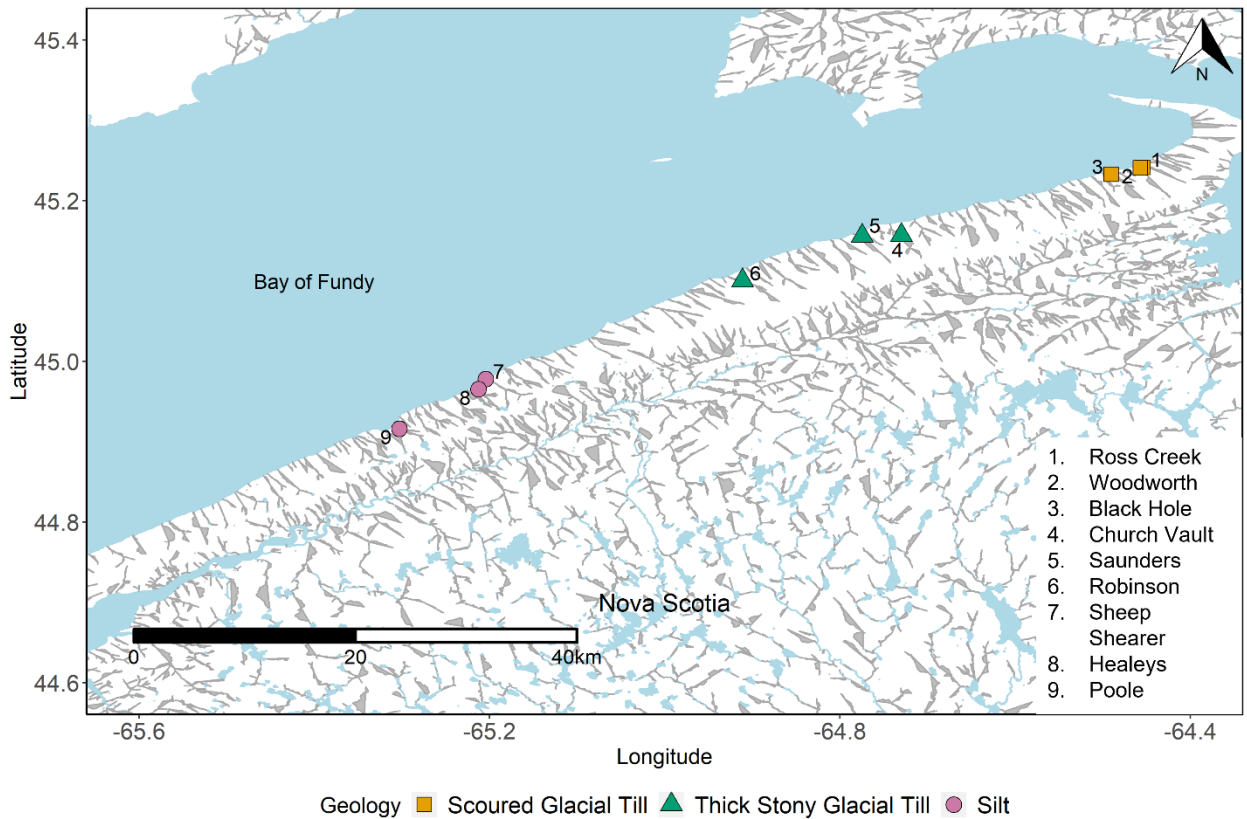 45.4
45.2
45.0
44.8
44.6
Latitude
N
3
2
1
5
4
6
Bay of Fundy
7
8
9
Nova Scotia
0
20
40km
1. Ross Creek
2. Woodworth
3. Black Hole
4. Church Vault
5. Saunders
6. Robinson
7. Sheep
Shearer
8. Healeys
9. Poole
-65.6
-65.2
-64.8
-64.4
Longitude
Geology Scoured Glacial Till Thick Stony Glacial Till Silt